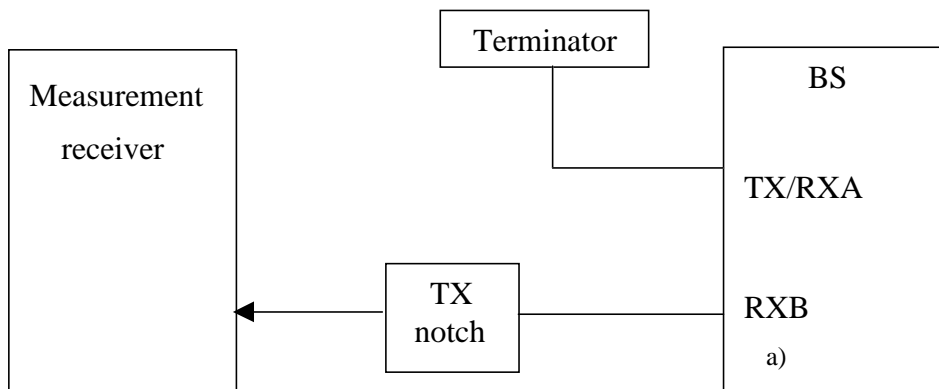 Terminator
BS
Measurement
receiver
TX/RXA
TX
notch
RXB
a)